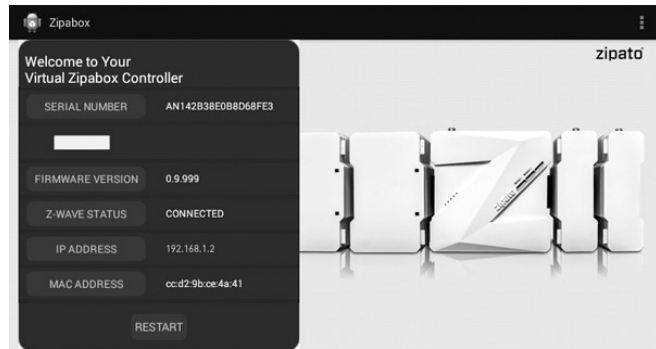 Zipabox
zipato
Welcome to Your
Virtual Zipabox Controller
SERIAL NUMBER AN142B38E0B8D68FE3
FIRMWARE VERSION 0.9.999
Z-WAVE STATUS CONNECTED
IP ADDRESS 192.168.1.2
MAC ADDRESS cc:d2:9b:ce:4a:41
RESTART
zipato